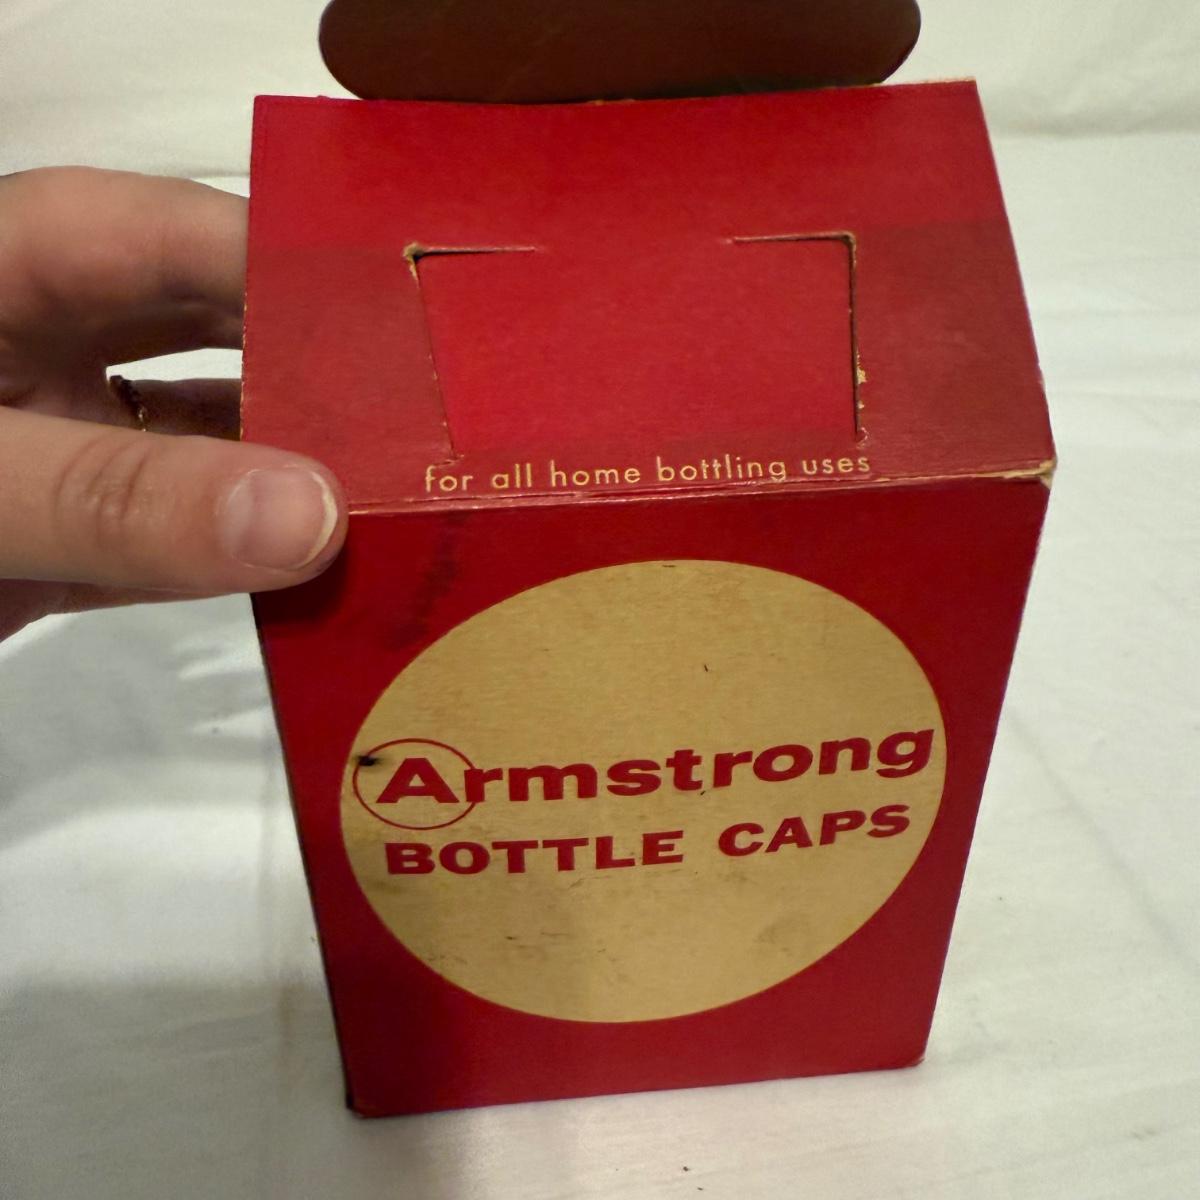 for all home bottling uses
Armstrong
BOTTLE CAPS